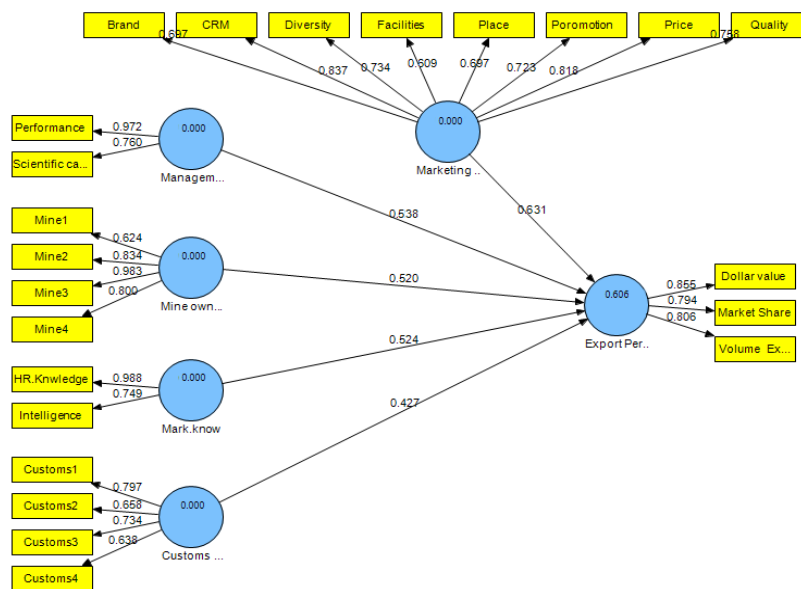 Brand
CRM
Diversity
Facilities
Place
Poromotion
Price
Quality
0.697
0.837
0.734
0.609
0.697
0.723
0.818
0.758
0.000
Marketing ..
Performance
Scientific ca...
0.972
0.760
0.000
Managem...
0.631
0.538
Mine1
Mine2
Mine3
Mine4
0.624
0.834
0.983
0.800
0.000
Mine own...
0.520
0.606
Export Per..
0.855
0.794
0.806
Dollar value
Market Share
Volume Ex...
HR.Knwledge
Intelligence
0.988
0.749
0.000
Mark.know
0.524
0.427
Customs1
Customs2
Customs3
Customs4
0.797
0.658
0.734
0.638
0.000
Customs ...